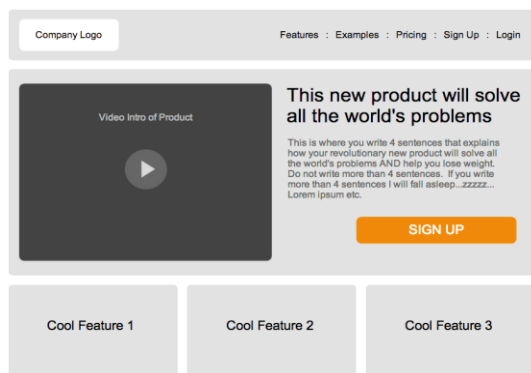 Company Logo
Features : Examples : Pricing : Sign Up : Login
Video Intro of Product
This new product will solve
all the world's problems
This is where you write 4 sentences that explains
how your revolutionary new product will solve all
the world's problems AND help you lose weight.
Do not write more than 4 sentences. If you write
more than 4 sentences I will fall asleep...zzzzz...
Lorem ipsum etc.
SIGN UP
Cool Feature 1
Cool Feature 2
Cool Feature 3